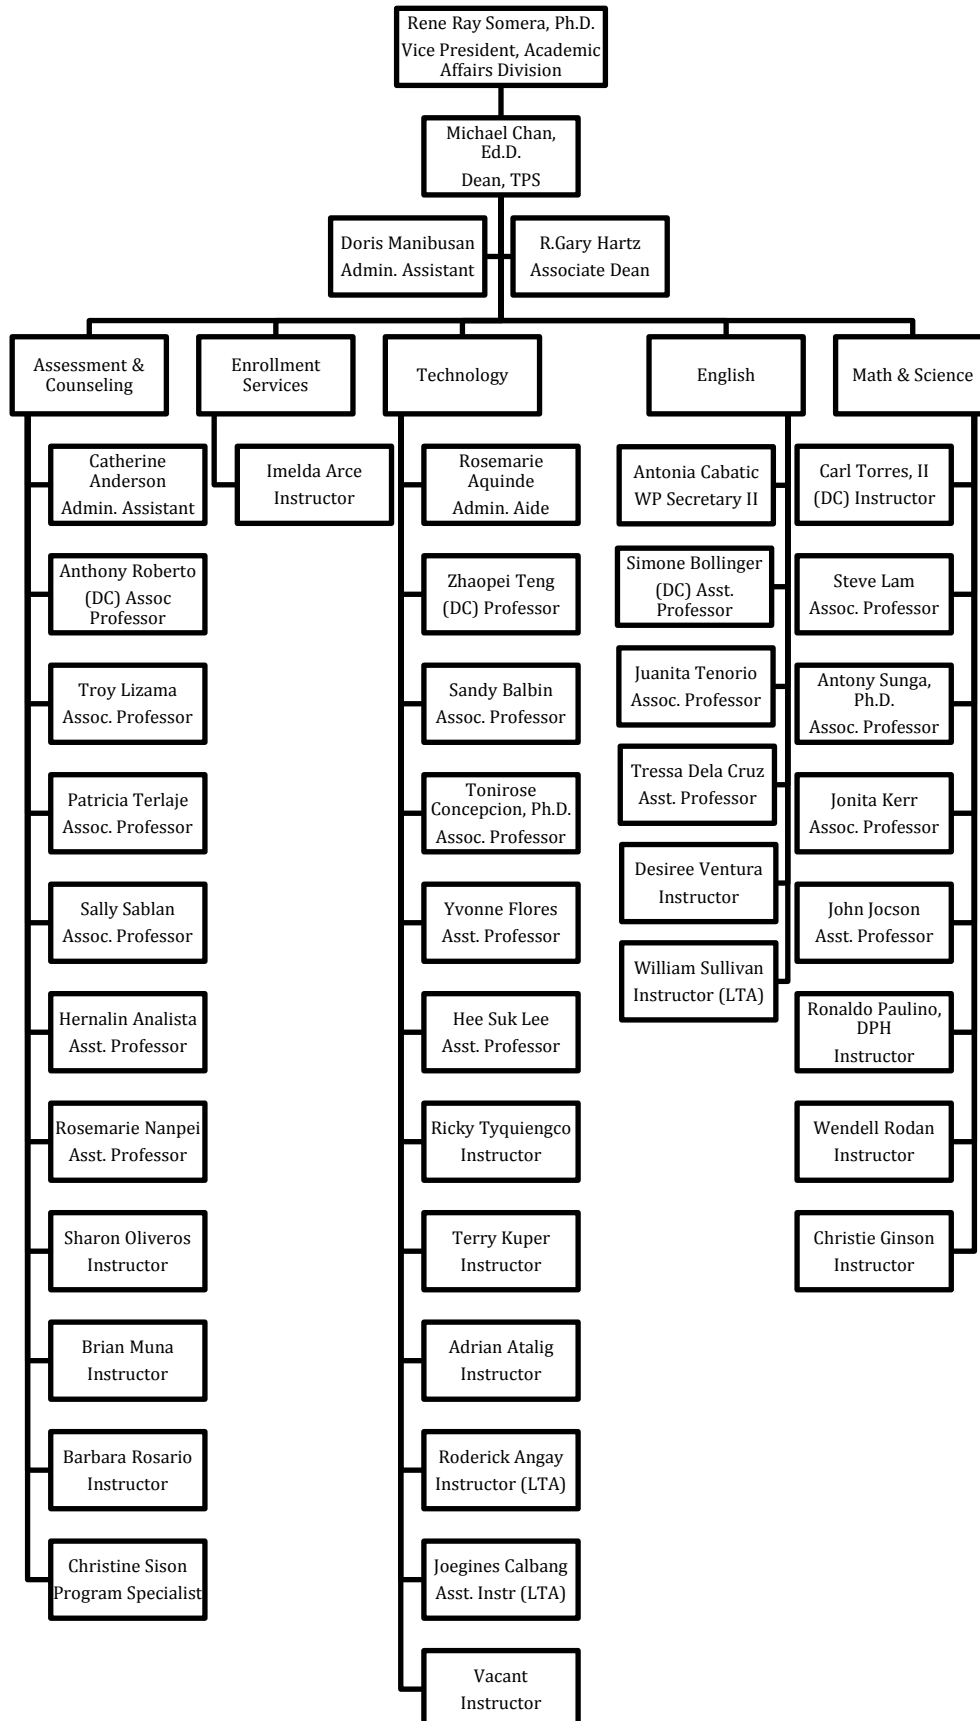 Rene Ray Somera, Ph.D.
Vice President, Academic
Affairs Division
Michael Chan,
Ed.D.
Dean, TPS
Doris Manibusan
Admin. Assistant
R.Gary Hartz
Associate Dean
Assessment &
Counseling
Catherine
Anderson
Admin. Assistant
Anthony Roberto
(DC) Assoc
Professor
Troy Lizama
Assoc. Professor
Patricia Terlaje
Assoc. Professor
Sally Sablan
Assoc. Professor
Hernalin Analista
Asst. Professor
Rosemarie Nanpei
Asst. Professor
Sharon Oliveros
Instructor
Brian Muna
Instructor
Barbara Rosario
Instructor
Christine Sison
Program Specialist
Enrollment
Services
Imelda Arce
Instructor
Technology
Rosemarie
Aquinde
Admin. Aide
Zhaopei Teng
(DC) Professor
Sandy Balbin
Assoc. Professor
Tonirose
Concepcion, Ph.D.
Assoc. Professor
Yvonne Flores
Asst. Professor
Hee Suk Lee
Asst. Professor
Ricky Tyquiengco
Instructor
Terry Kuper
Instructor
Adrian Atalig
Instructor
Roderick Angay
Instructor (LTA)
Joegines Calbang
Asst. Instr (LTA)
Vacant
Instructor
English
Antonia Cabatic
WP Secretary II
Simone Bollinger
(DC) Asst.
Professor
Juanita Tenorio
Assoc. Professor
Tressa Dela Cruz
Asst. Professor
Desiree Ventura
Instructor
William Sullivan
Instructor (LTA)
Math & Science
Carl Torres, II
(DC) Instructor
Steve Lam
Assoc. Professor
Antony Sunga,
Ph.D.
Assoc. Professor
Jonita Kerr
Assoc. Professor
John Jocson
Asst. Professor
Ronaldo Paulino,
DPH
Instructor
Wendell Rodan
Instructor
Christie Ginson
Instructor